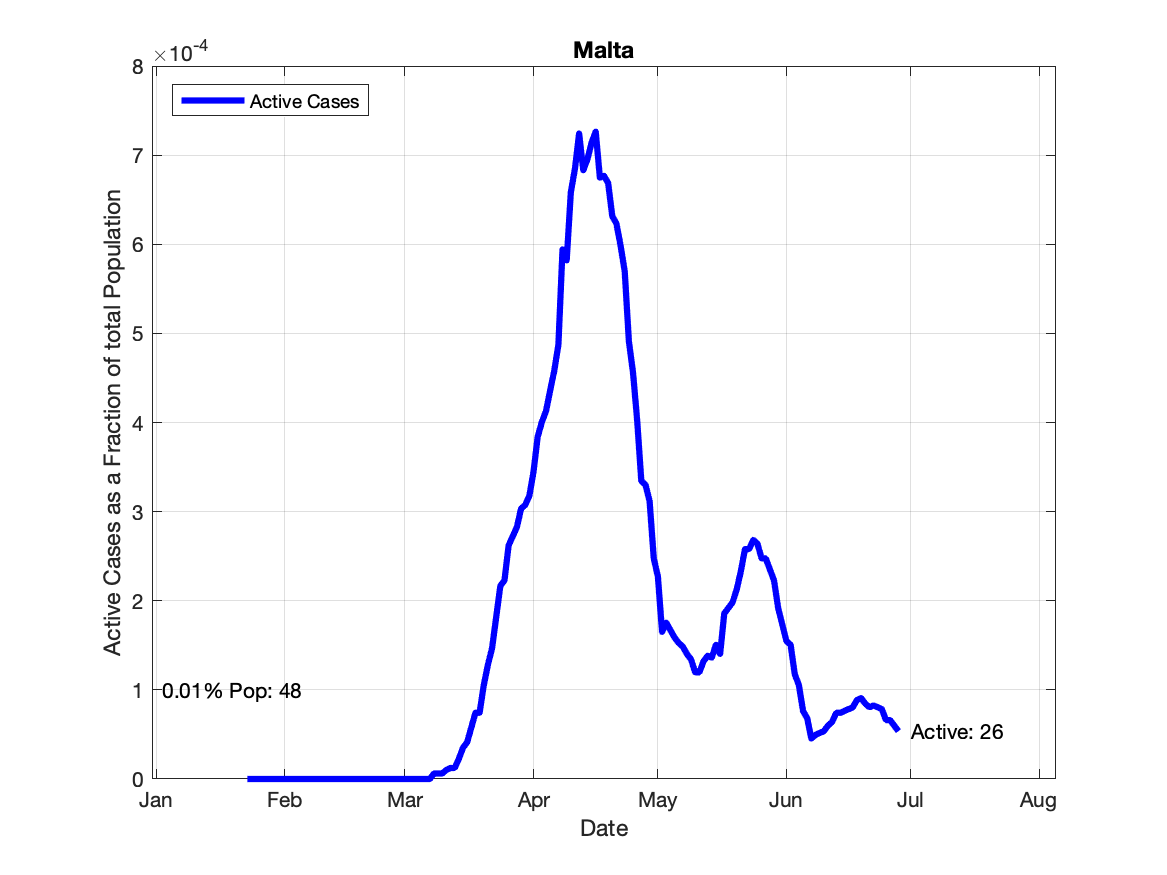 Malta
×10-4
8
7
6
5
4
3
2
1
0
Active Cases
Active Cases as a Fraction of total Population
0.01% Pop: 48
Active: 26
Jan Feb Mar Apr May Jun Jul Aug
Date